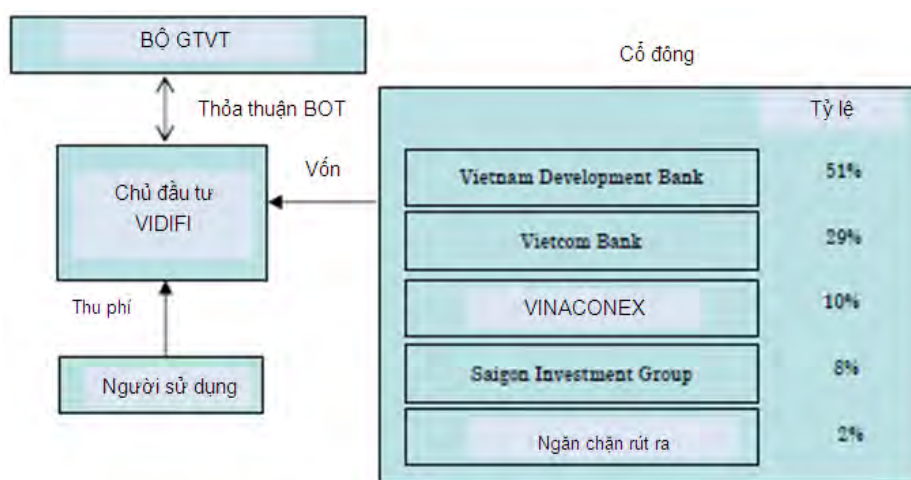 BỘ GTVT
Thỏa thuận BOT
Chủ đầu tư
VIDIFI
Thu phí
Người sử dụng
Vốn
Cổ đông
Tỷ lệ
Vietnam Development Bank 51%
Vietcom Bank 29%
VINACONEX 10%
Saigon Investment Group 8%
Ngăn chặn rút ra 2%